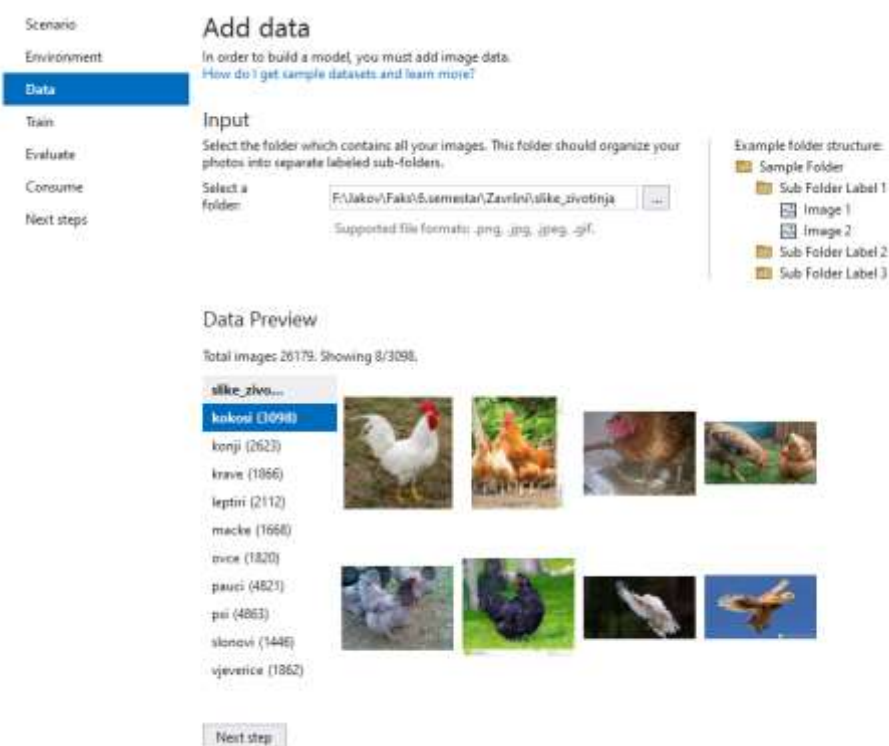 Scenario
Environment
Data
Train
Evaluate
Consume
Next steps
Add data
In order to build a model, you must add image data.
How do I get sample datasets and learn more?
Input
Select the folder which contains all your images. This folder should organize your
photos into separate labeled sub-folders.
Select a
folder:
F:\Jakov\Faks\6.semestar\Završni\slike_zivotinja
...
Supported file formats: .png, .jpg, .jpeg, .gif.
Example folder structure:
Sample Folder
Sub Folder Label 1
Image 1
Image 2
Sub Folder Label 2
Sub Folder Label 3
Data Preview
Total images 26179. Showing 8/3098.
slike_zivo...
kokosi (3098)
konji (2623)
krave (1866)
leptiri (2112)
macke (1668)
ovce (1820)
pauci (4821)
psi (4863)
slonovi (1446)
vjeverice (1862)
Next step